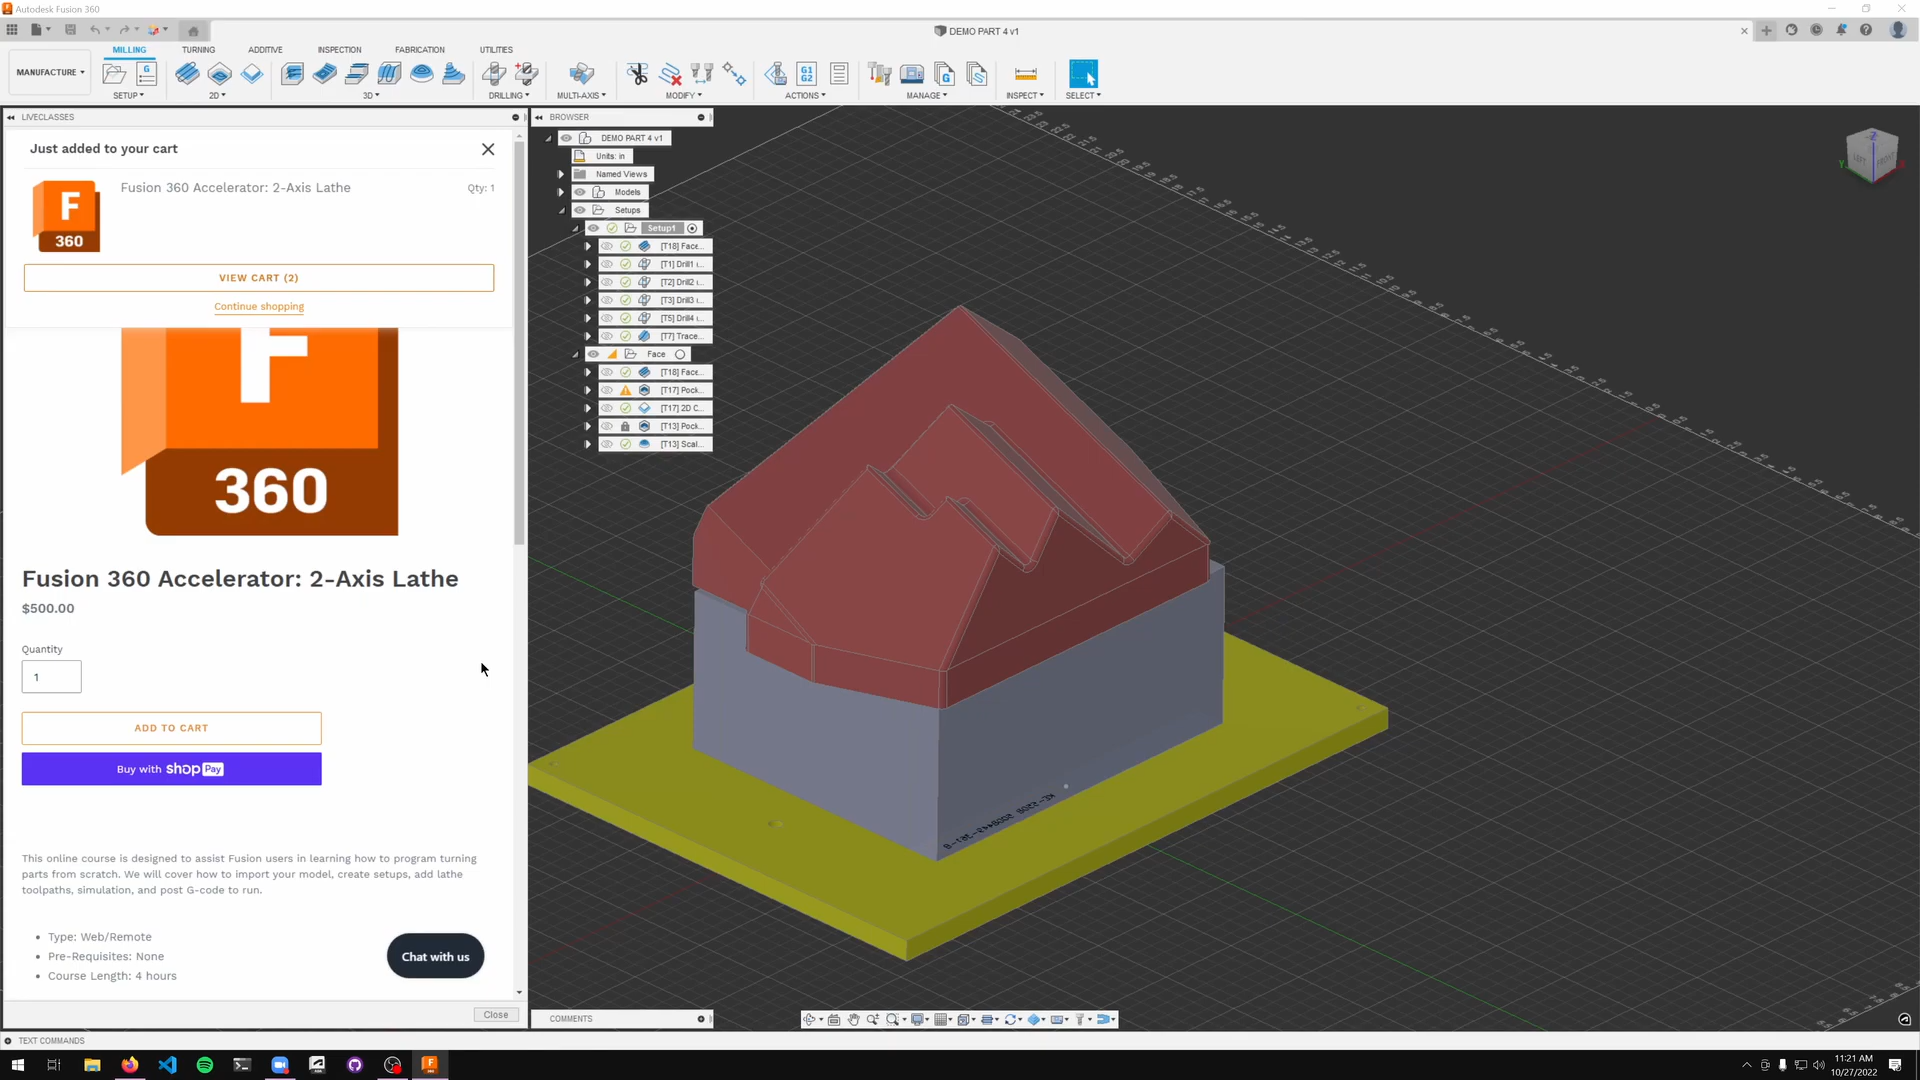 Autodesk Fusion 360
DEMO PART 4 v1
MANUFACTURE
MILLING
TURNING
ADDITIVE
INSPECTION
FABRICATION
UTILITIES
SETUP
2D
3D
DRILLING
MULTI-AXIS
MODIFY
ACTIONS
MANAGE
INSPECT
SELECT
G1
G2
LIVECLASSES
Just added to your cart
F
360
Fusion 360 Accelerator: 2-Axis Lathe
Qty: 1
VIEW CART (2)
Continue shopping
F
360
Fusion 360 Accelerator: 2-Axis Lathe
$500.00
Quantity
1
ADD TO CART
Buy with shop Pay
This online course is designed to assist Fusion users in learning how to program turning
parts from scratch. We will cover how to import your model, create setups, add lathe
toolpaths, simulation, and post G-code to run.
Type: Web/Remote
Pre-Requisites: None
Course Length: 4 hours
Chat with us
Close
BROWSER
DEMO PART 4 v1
Units: in
Named Views
Models
Setups
Setup1
[T18] Face...
[T1] Drill1 (...
[T2] Drill2 (...
[T3] Drill3 (...
[T5] Drill4 (...
[T7] Trace...
Face
[T18] Face...
[T17] Pock...
[T17] 2D C...
[T13] Pock...
[T13] Scal...
Z
Y
LEFT
FRONT
COMMENTS
TEXT COMMANDS
11:21 AM
10/27/2022